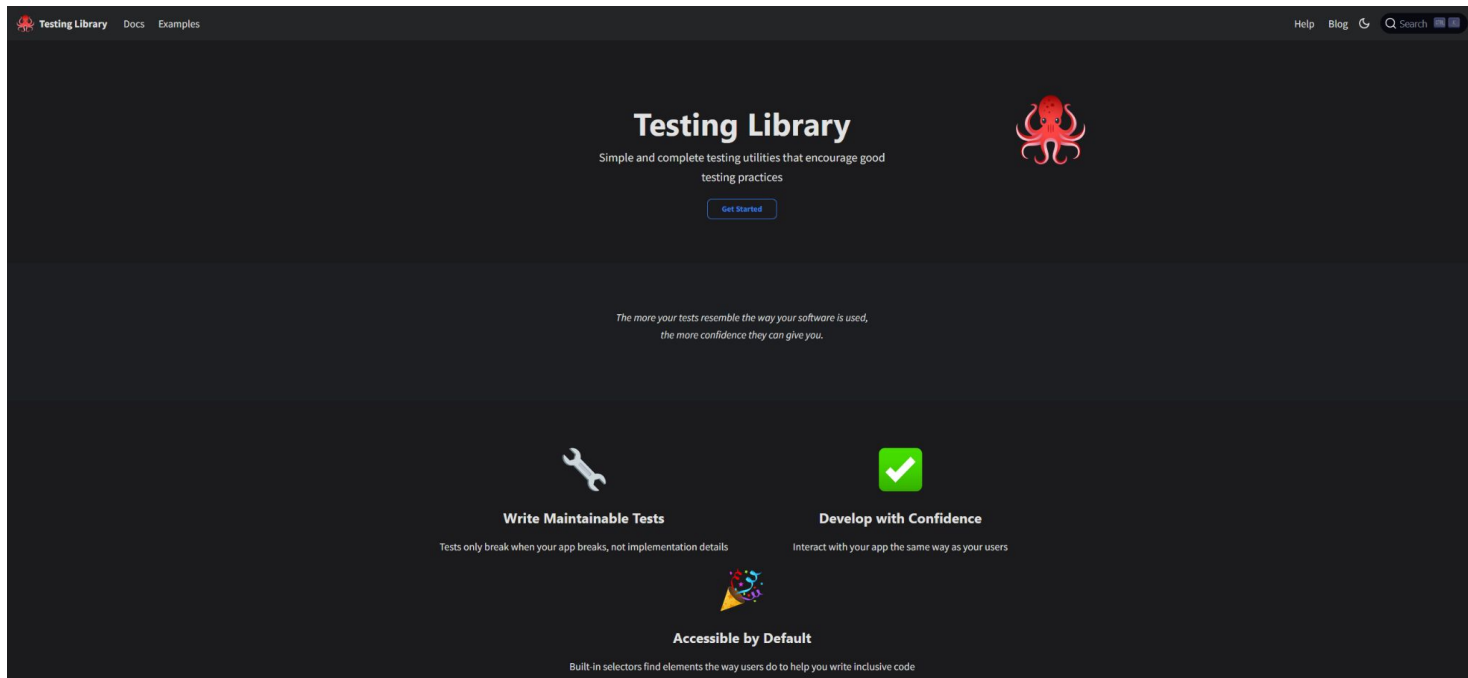 Testing Library Docs Examples Help Blog Search
Testing Library
Simple and complete testing utilities that encourage good
testing practices
Get Started
The more your tests resemble the way your software is used,
the more confidence they can give you.
Write Maintainable Tests
Tests only break when your app breaks, not implementation details
Develop with Confidence
Interact with your app the same way as your users
Accessible by Default
Built-in selectors find elements the way users do to help you write inclusive code